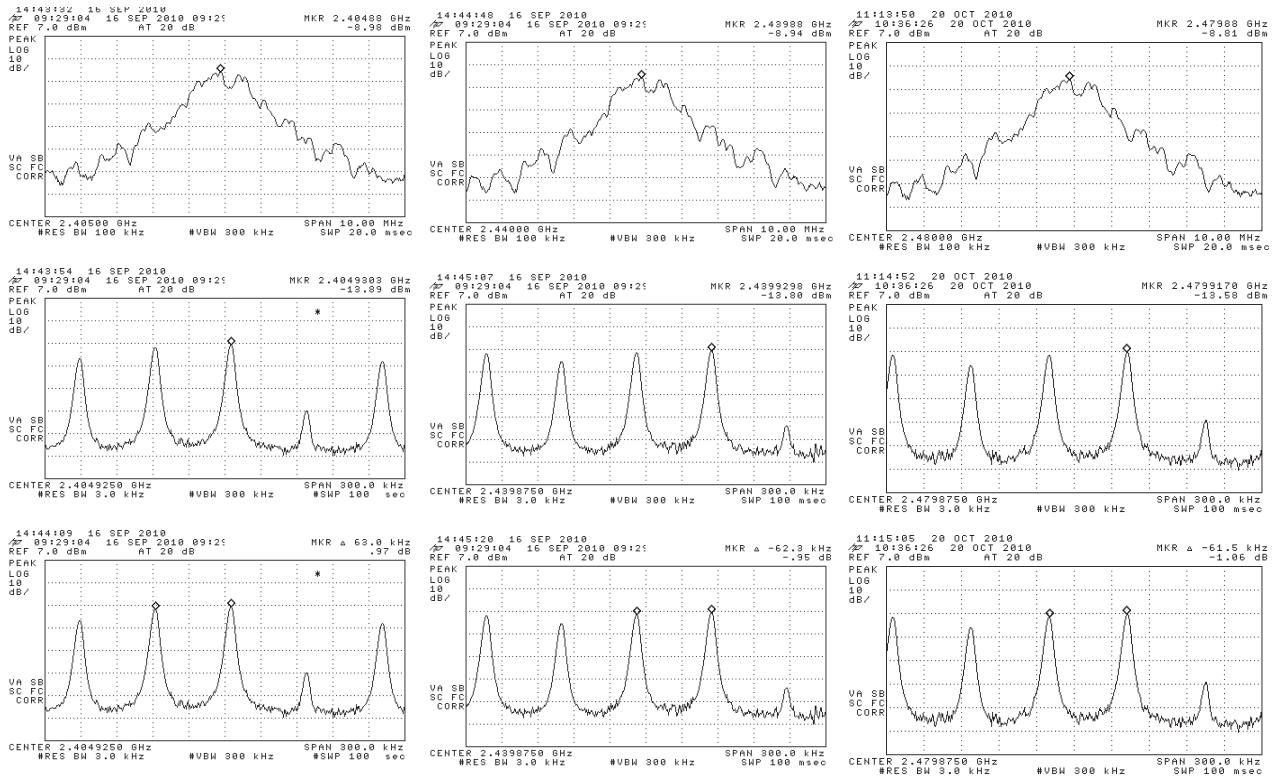 14:43:32 16 SEP 2010
09:29:04 16 SEP 2010 09:29
MKR 2.40488 GHz
REF 7.0 dBm AT 20 dB -8.98 dBm
PEAK
LOG
10
dB/
VA SB
SC FC
CORR
CENTER 2.40500 GHz SPAN 10.00 MHz
#RES BW 100 kHz #VBW 300 kHz SWP 20.0 msec
14:44:48 16 SEP 2010
09:29:04 16 SEP 2010 09:29
MKR 2.43988 GHz
REF 7.0 dBm AT 20 dB -8.94 dBm
PEAK
LOG
10
dB/
VA SB
SC FC
CORR
CENTER 2.44000 GHz SPAN 10.00 MHz
#RES BW 100 kHz #VBW 300 kHz SWP 20.0 msec
11:13:50 20 OCT 2010
10:36:26 20 OCT 2010
MKR 2.47988 GHz
REF 7.0 dBm AT 20 dB -8.81 dBm
PEAK
LOG
10
dB/
VA SB
SC FC
CORR
CENTER 2.48000 GHz SPAN 10.00 MHz
#RES BW 100 kHz #VBW 300 kHz SWP 20.0 msec
14:43:54 16 SEP 2010
09:29:04 16 SEP 2010 09:29
MKR 2.4049303 GHz
REF 7.0 dBm AT 20 dB -13.89 dBm
PEAK
LOG
10
dB/
*
VA SB
SC FC
CORR
CENTER 2.4049250 GHz SPAN 300.0 kHz
#RES BW 3.0 kHz #VBW 300 kHz #SWP 100 sec
14:45:07 16 SEP 2010
09:29:04 16 SEP 2010 09:29
MKR 2.4399298 GHz
REF 7.0 dBm AT 20 dB -13.80 dBm
PEAK
LOG
10
dB/
VA SB
SC FC
CORR
CENTER 2.4398750 GHz SPAN 300.0 kHz
#RES BW 3.0 kHz #VBW 300 kHz SWP 100 msec
11:14:52 20 OCT 2010
10:36:26 20 OCT 2010
MKR 2.4799170 GHz
REF 7.0 dBm AT 20 dB -13.58 dBm
PEAK
LOG
10
dB/
VA SB
SC FC
CORR
CENTER 2.4798750 GHz SPAN 300.0 kHz
#RES BW 3.0 kHz #VBW 300 kHz SWP 100 msec
14:44:09 16 SEP 2010
09:29:04 16 SEP 2010 09:29
MKR Δ 63.0 kHz
REF 7.0 dBm AT 20 dB .97 dB
PEAK
LOG
10
dB/
*
VA SB
SC FC
CORR
CENTER 2.4049250 GHz SPAN 300.0 kHz
#RES BW 3.0 kHz #VBW 300 kHz #SWP 100 sec
14:45:20 16 SEP 2010
09:29:04 16 SEP 2010 09:29
MKR Δ -62.3 kHz
REF 7.0 dBm AT 20 dB -.95 dB
PEAK
LOG
10
dB/
VA SB
SC FC
CORR
CENTER 2.4398750 GHz SPAN 300.0 kHz
#RES BW 3.0 kHz #VBW 300 kHz SWP 100 msec
11:15:05 20 OCT 2010
10:36:26 20 OCT 2010
MKR Δ -61.5 kHz
REF 7.0 dBm AT 20 dB -1.06 dB
PEAK
LOG
10
dB/
VA SB
SC FC
CORR
CENTER 2.4798750 GHz SPAN 300.0 kHz
#RES BW 3.0 kHz #VBW 300 kHz SWP 100 msec